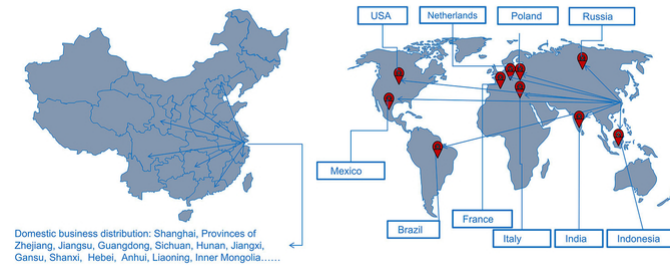 USA
Netherlands
Poland
Russia
Mexico
Brazil
France
Italy
India
Indonesia
Domestic business distribution: Shanghai, Provinces of
Zhejiang, Jiangsu, Guangdong, Sichuan, Hunan, Jiangxi,
Gansu, Shanxi, Hebei, Anhui, Liaoning, Inner Mongolia……